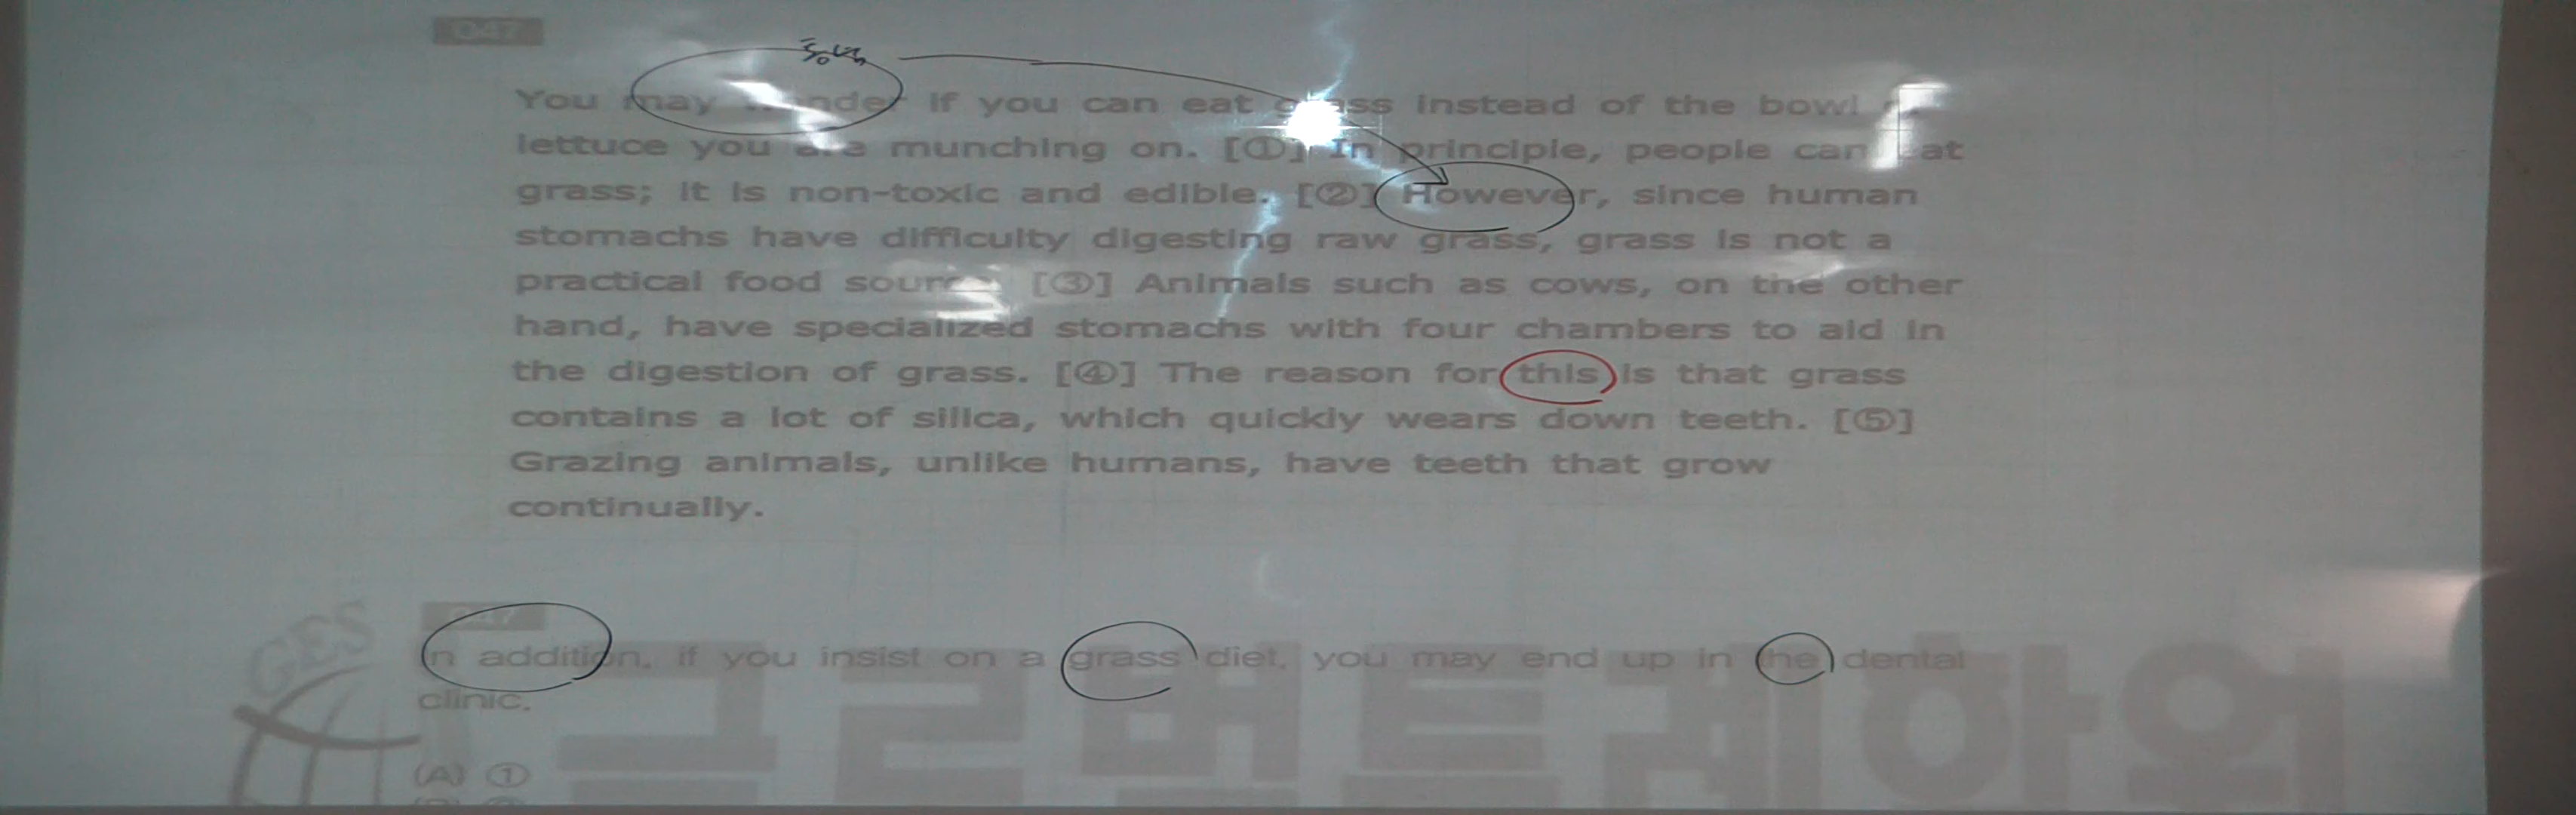 047
You may if you can eat grass instead of the bowl
lettuce you are munching on. [①] In principle, people can eat
grass; it is non-toxic and edible. [②] However, since human
stomachs have difficulty digesting raw grass, grass is not a
practical food source. [③] Animals such as cows, on the other
hand, have specialized stomachs with four chambers to aid in
the digestion of grass. [④] The reason for this is that grass
contains a lot of silica, which quickly wears down teeth. [⑤]
Grazing animals, unlike humans, have teeth that grow
continually.
GES
In addition, if you insist on a grass diet, you may end up in the dental
clinic.
(A) ①